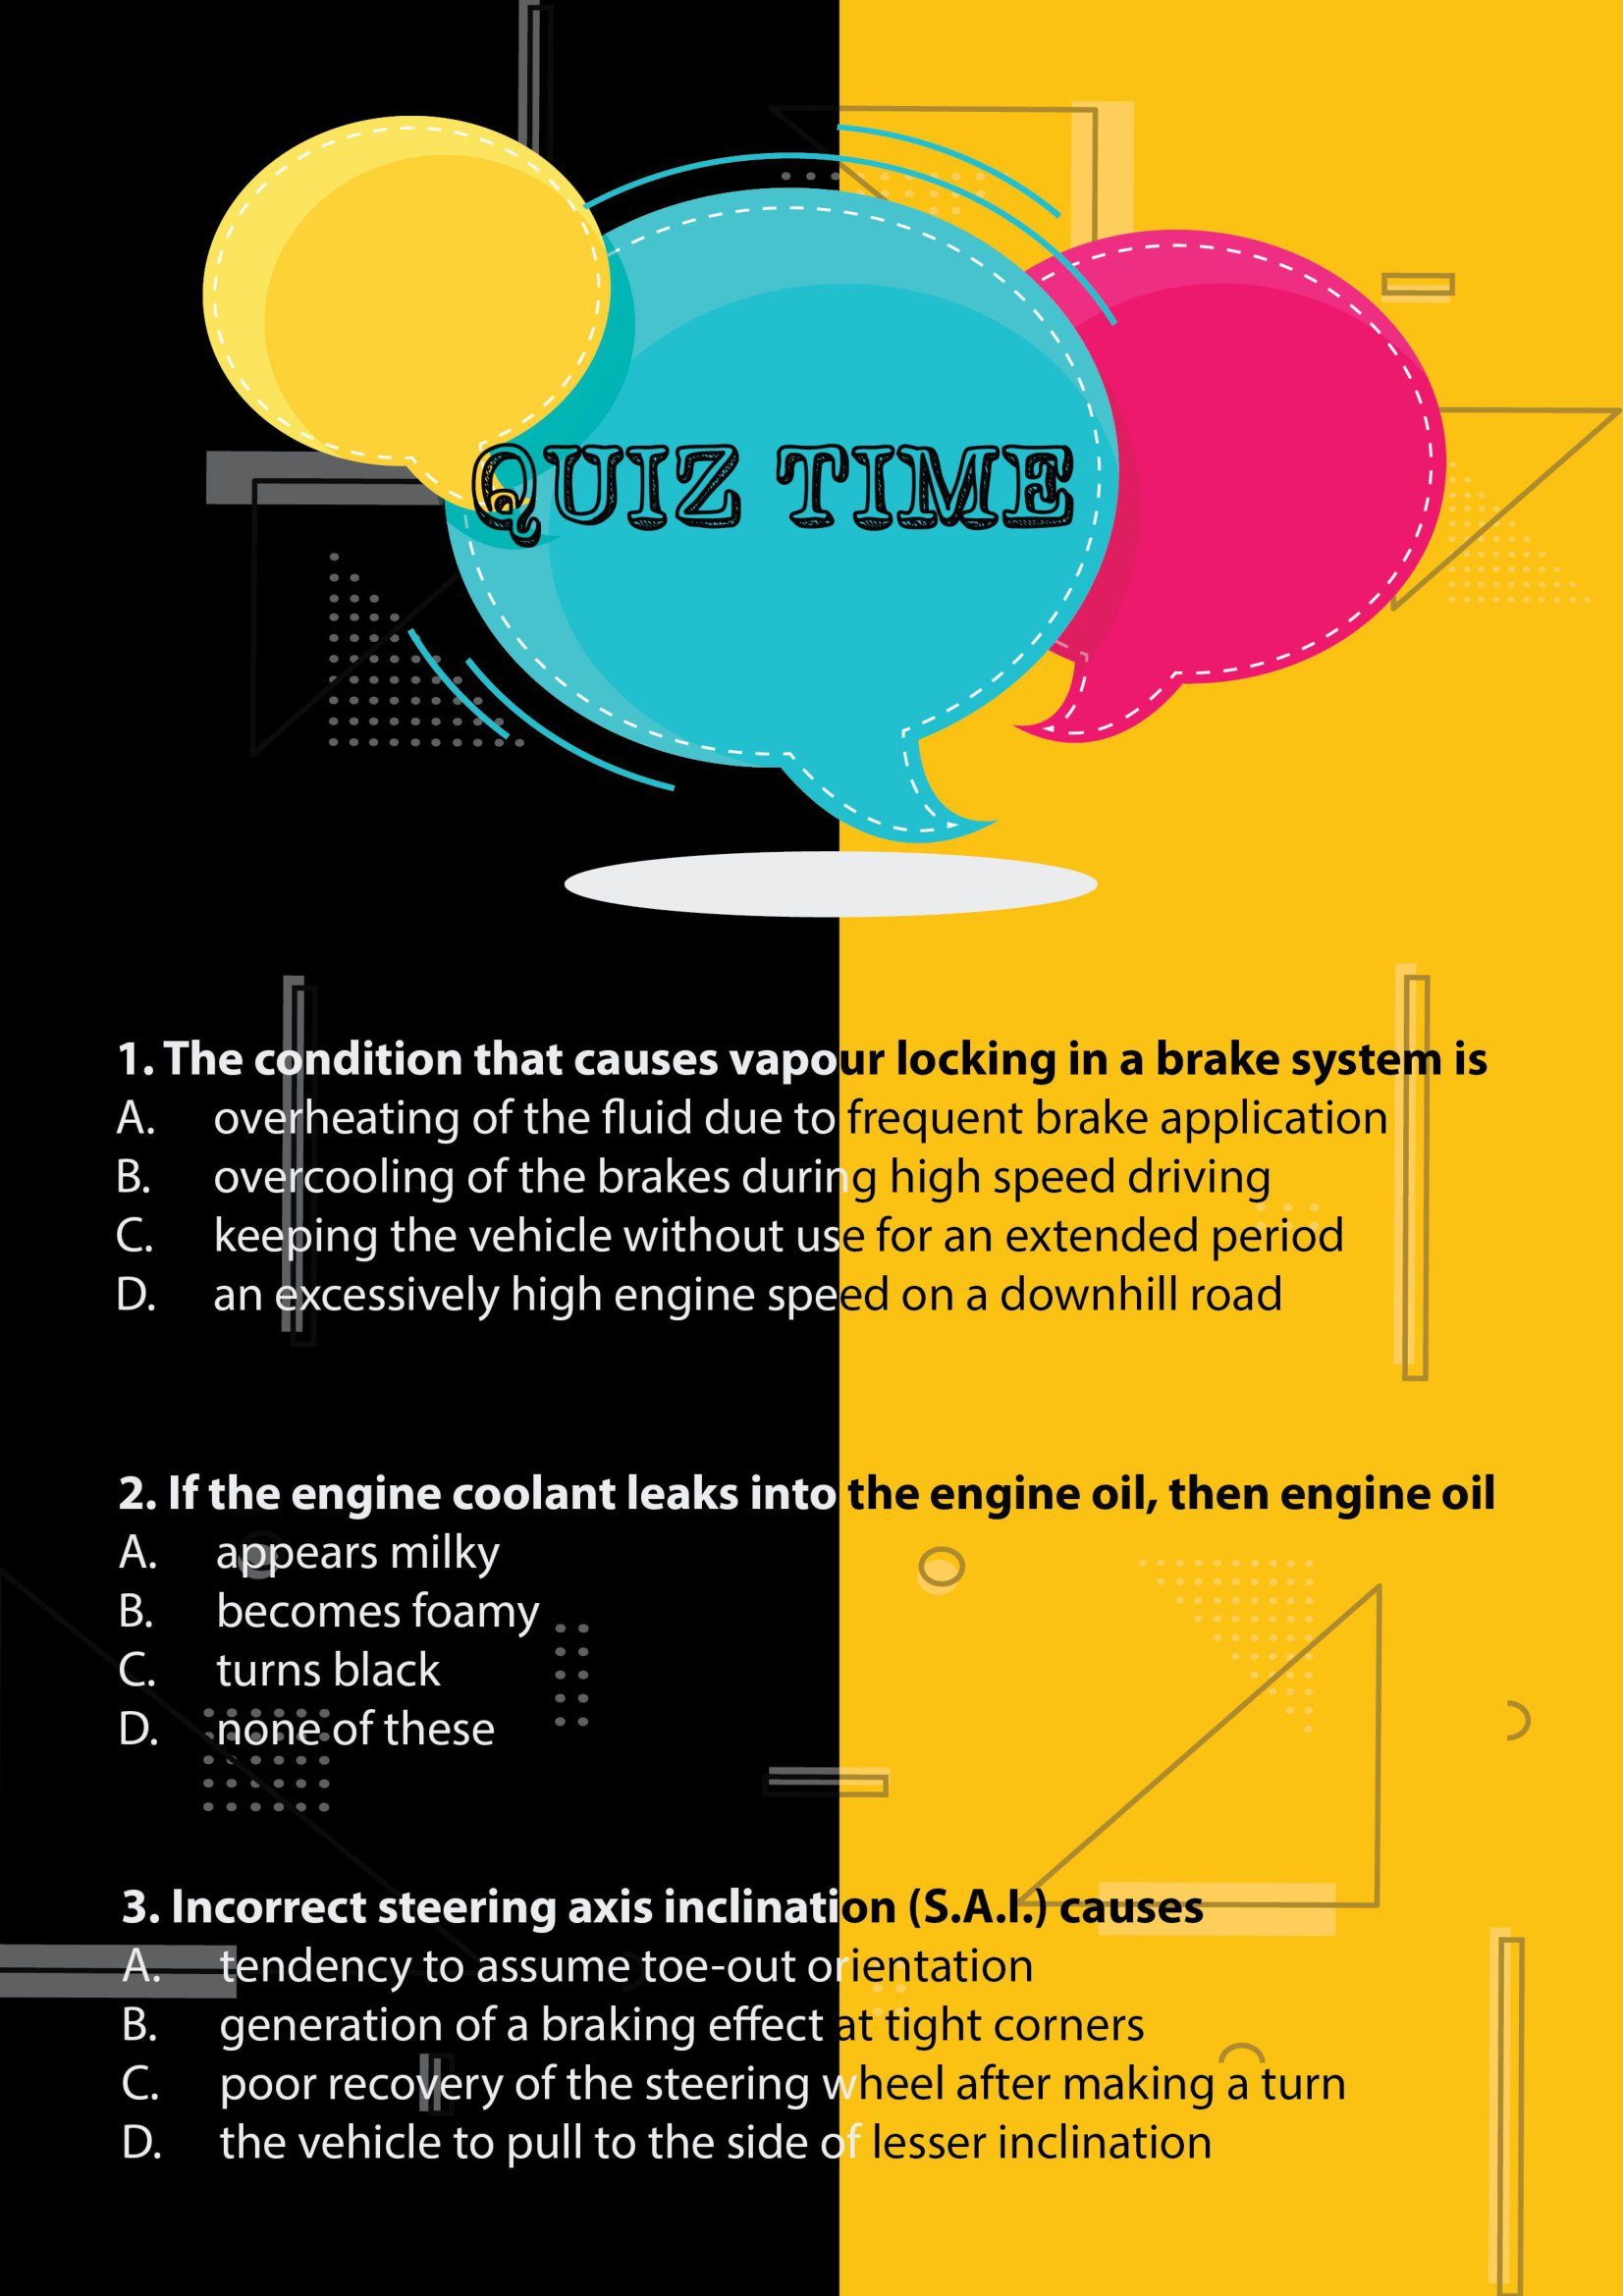 QUIZ TIME
1. The condition that causes vapour locking in a brake system is
A. overheating of the fluid due to frequent brake application
B. overcooling of the brakes during high speed driving
C. keeping the vehicle without use for an extended period
D. an excessively high engine speed on a downhill road
2. If the engine coolant leaks into the engine oil, then engine oil
A. appears milky
B. becomes foamy
C. turns black
D. none of these
3. Incorrect steering axis inclination (S.A.I.) causes
A. tendency to assume toe-out orientation
B. generation of a braking effect at tight corners
C. poor recovery of the steering wheel after making a turn
D. the vehicle to pull to the side of lesser inclination